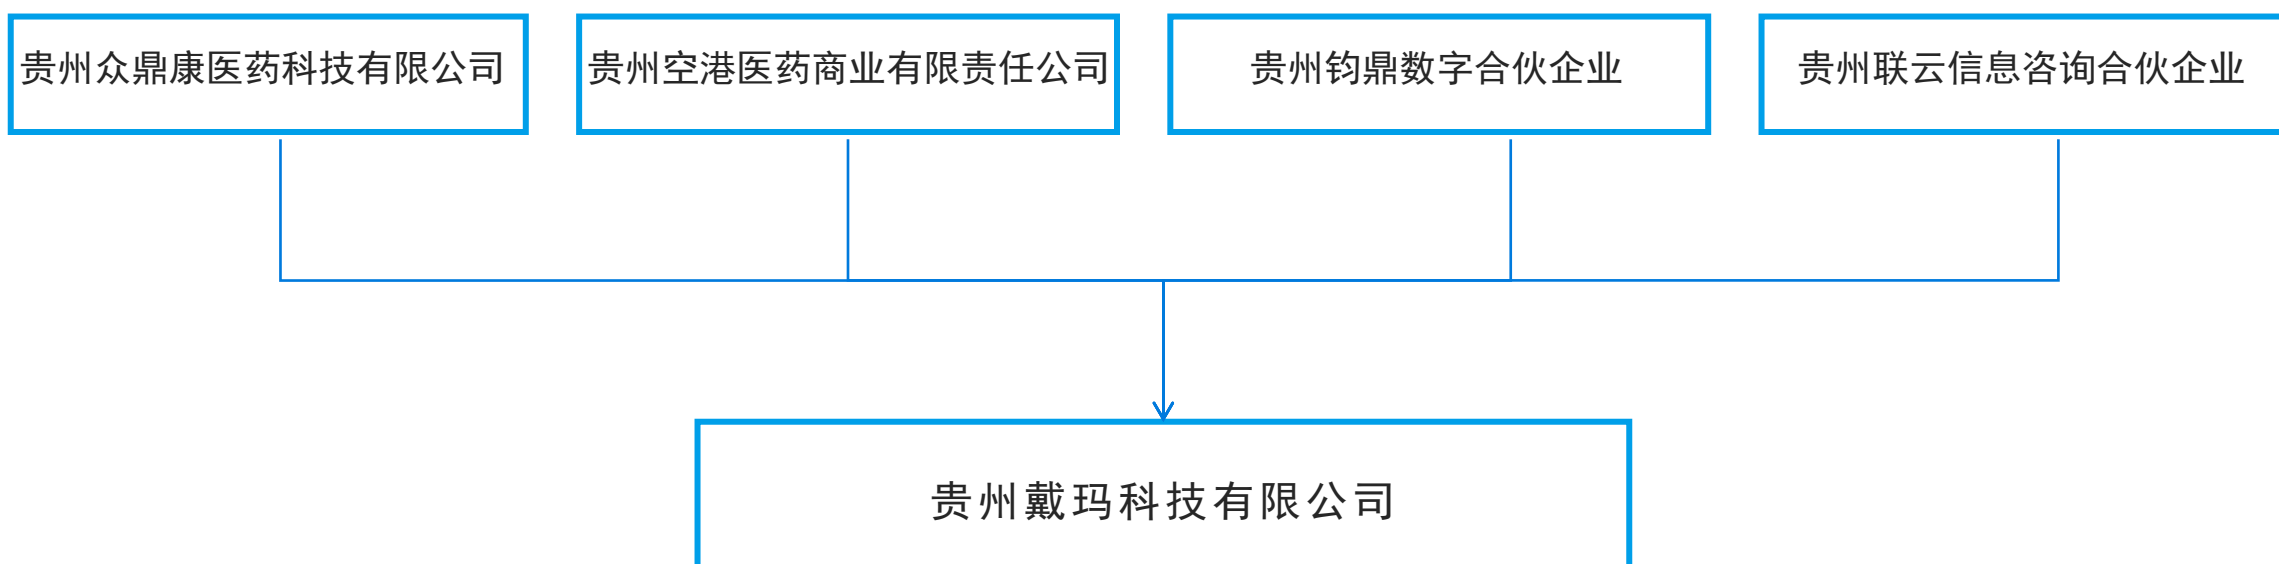 贵州众鼎康医药科技有限公司
贵州空港医药商业有限责任公司
贵州钧鼎数字合伙企业
贵州联云信息咨询合伙企业
贵州戴玛科技有限公司